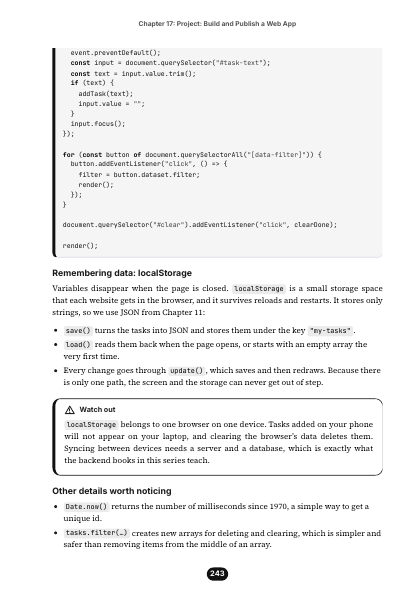 Chapter 17: Project: Build and Publish a Web App
event.preventDefault();
const input = document.querySelector("#task-text");
const text = input.value.trim();
if (text) {
addTask(text);
input.value = "";
}
input.focus();
});
for (const button of document.querySelectorAll("[data-filter]")) {
button.addEventListener("click", () => {
filter = button.dataset.filter;
render();
});
}
document.querySelector("#clear").addEventListener("click", clearDone);
render();
Remembering data: localStorage
Variables disappear when the page is closed. localStorage is a small storage space
that each website gets in the browser, and it survives reloads and restarts. It stores only
strings, so we use JSON from Chapter 11:
• save() turns the tasks into JSON and stores them under the key "my-tasks".
• load() reads them back when the page opens, or starts with an empty array the
very first time.
• Every change goes through update(), which saves and then redraws. Because there
is only one path, the screen and the storage can never get out of step.
Watch out
localStorage belongs to one browser on one device. Tasks added on your phone
will not appear on your laptop, and clearing the browser's data deletes them.
Syncing between devices needs a server and a database, which is exactly what
the backend books in this series teach.
Other details worth noticing
• Date.now() returns the number of milliseconds since 1970, a simple way to get a
unique id.
• tasks.filter(…) creates new arrays for deleting and clearing, which is simpler and
safer than removing items from the middle of an array.
243